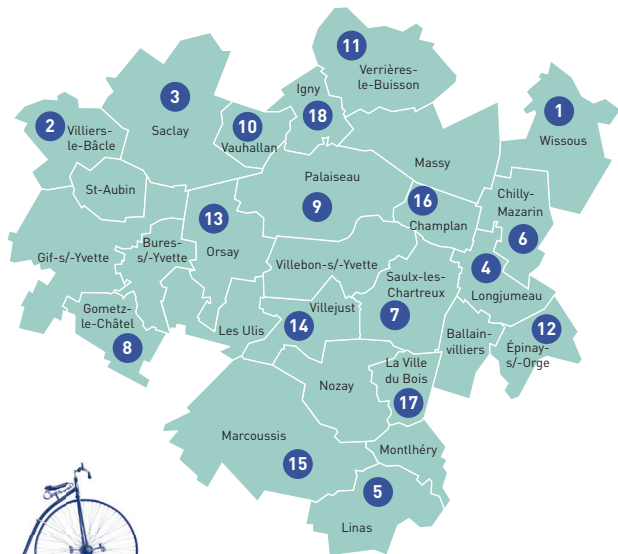 11
Verrières-
le-Buisson
Igny
18
3
Saclay
1
Wissous
2
Villiers-
le-Bâcle
10
Vauhallan
Massy
Palaiseau
9
St-Aubin
16
Champlan
Chilly-
Mazarin
6
13
Orsay
Bures-
s/-Yvette
Gif-s/-Yvette
Villebon-s/-Yvette
Saulx-les-
Chartreux
7
4
Longjumeau
Gometz-
le-Châtel
8
Les Ulis
Villejust
14
Ballain-
villiers
12
Épinay-
s/-Orge
La Ville
du Bois
17
Nozay
Marcoussis
15
Montlhéry
5
Linas